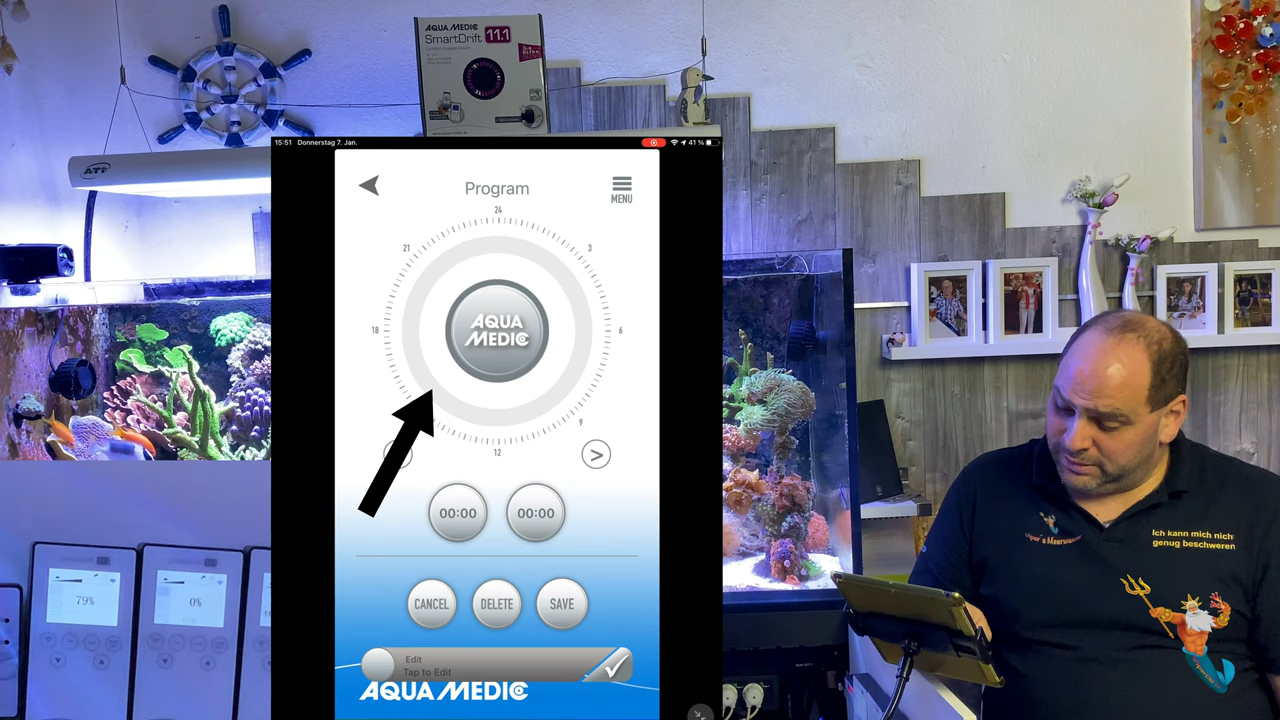 AQUA MEDIC
SmartDrift 11.1
15:51 Donnerstag 7. Jan.
41 %
ATI
Program
MENU
24
21
3
18
6
9
12
AQUA
MEDIC
>
00:00
00:00
CANCEL
DELETE
SAVE
Edit
Tap to Edit
AQUA MEDIC
79%
0%
Ich kann mich nich
genug beschweren